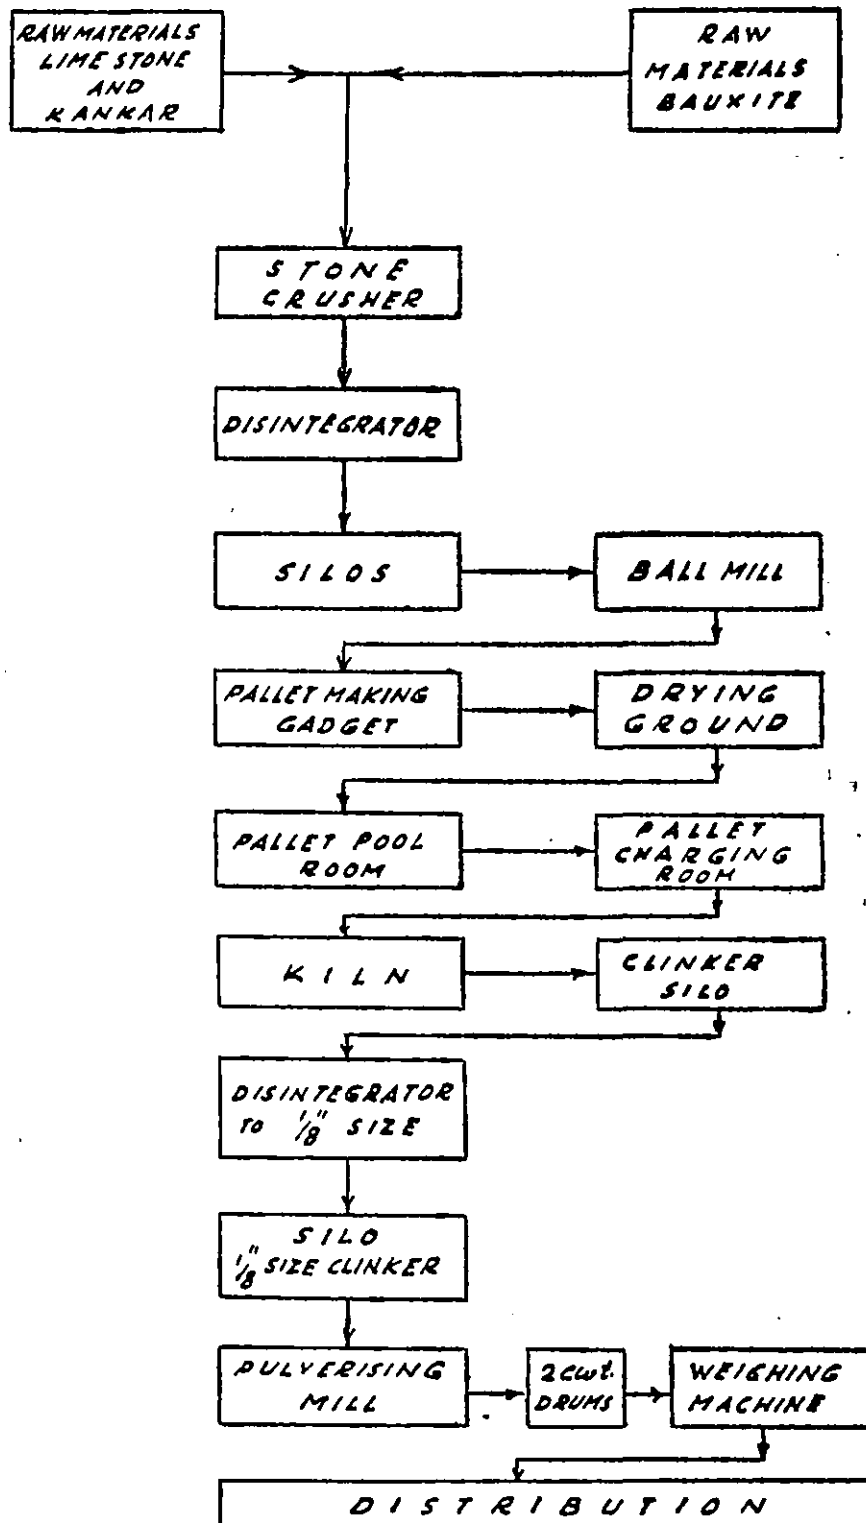 RAW MATERIALS
LIME STONE
AND
KANKAR
RAW
MATERIALS
BAUXITE
STONE
CRUSHER
DISINTEGRATOR
SILOS
BALL MILL
PALLET MAKING
GADGET
DRYING
GROUND
PALLET POOL
ROOM
PALLET
CHARGING
ROOM
KILN
CLINKER
SILO
DISINTEGRATOR
TO 1/8" SIZE
SILO
1/8" SIZE CLINKER
PULVERISING
MILL
2 Cwt.
DRUMS
WEIGHING
MACHINE
DISTRIBUTION